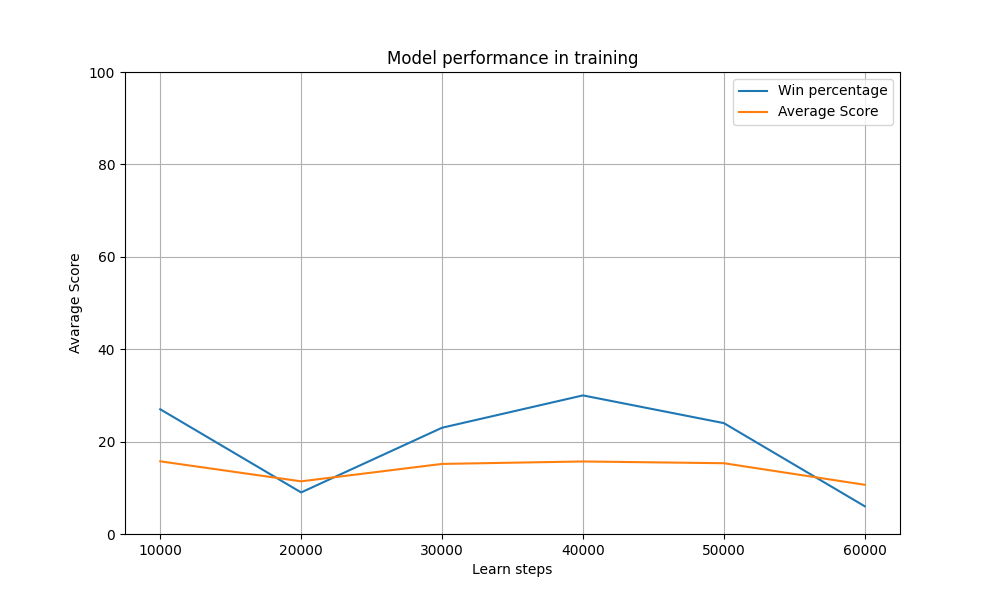 Model performance in training
Win percentage
Average Score
100
80
60
40
20
0
Avarage Score
10000 20000 30000 40000 50000 60000
Learn steps